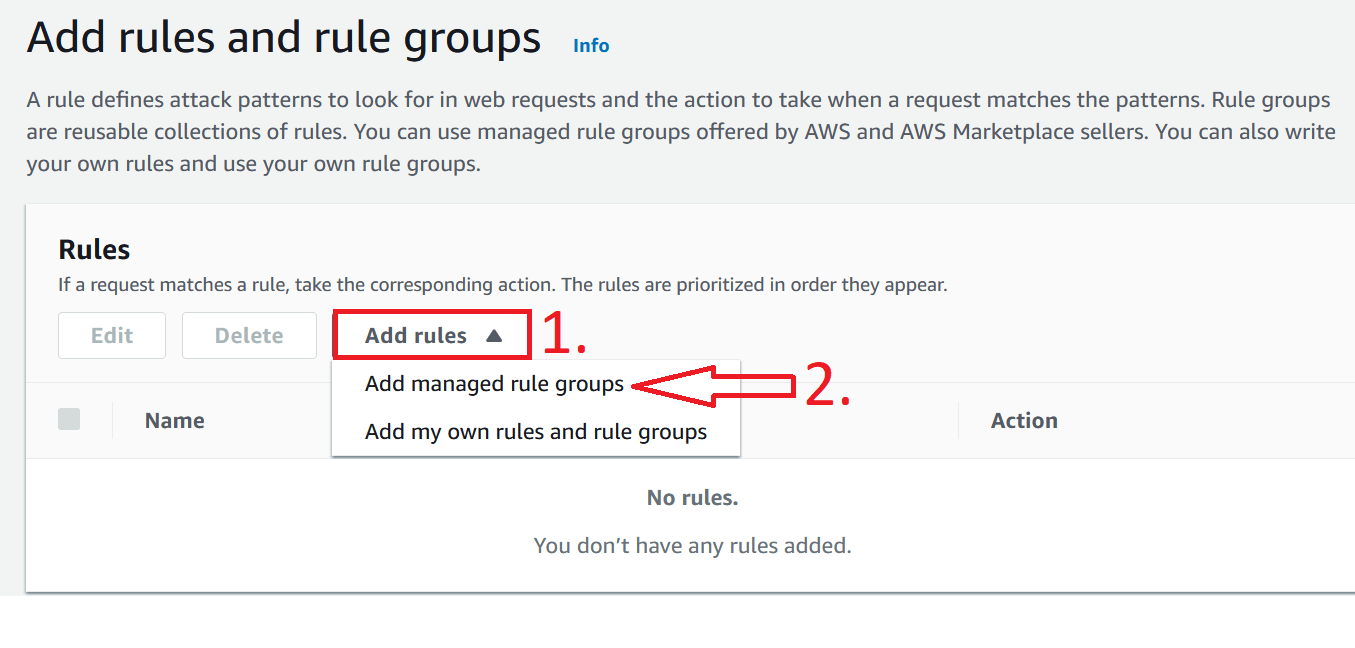 Add rules and rule groups Info
A rule defines attack patterns to look for in web requests and the action to take when a request matches the patterns. Rule groups
are reusable collections of rules. You can use managed rule groups offered by AWS and AWS Marketplace sellers. You can also write
your own rules and use your own rule groups.
Rules
If a request matches a rule, take the corresponding action. The rules are prioritized in order they appear.
Edit Delete Add rules 1.
Add managed rule groups 2.
Name Action
Add my own rules and rule groups
No rules.
You don’t have any rules added.